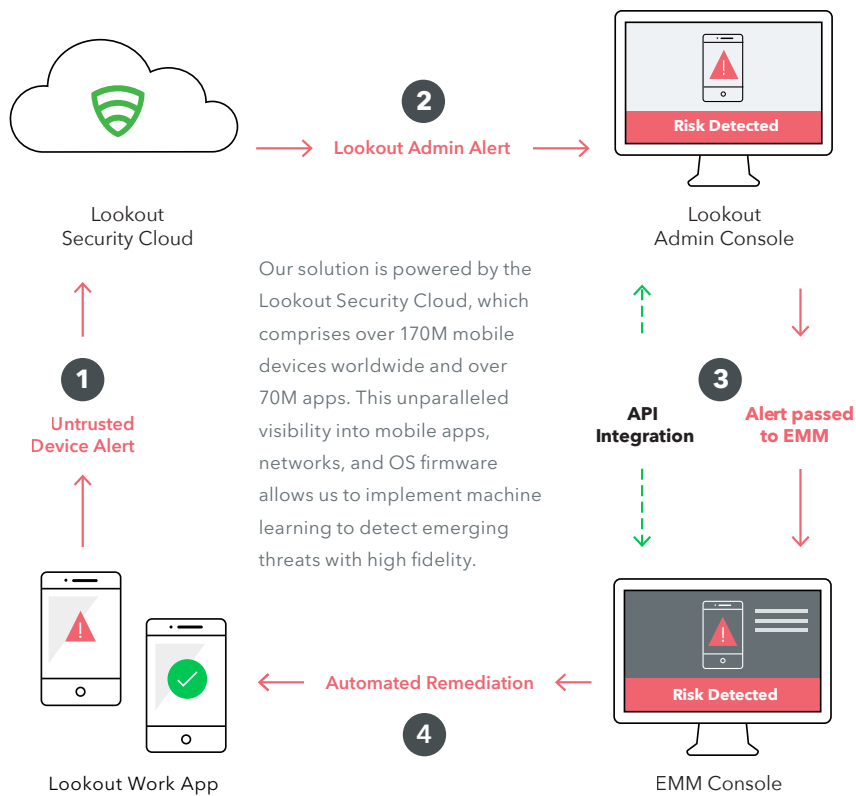 2
Lookout Admin Alert
Risk Detected
Lookout
Security Cloud
Lookout
Admin Console
Our solution is powered by the
Lookout Security Cloud, which
comprises over 170M mobile
devices worldwide and over
70M apps. This unparalleled
visibility into mobile apps,
networks, and OS firmware
allows us to implement machine
learning to detect emerging
threats with high fidelity.
1
Untrusted
Device Alert
3
API
Integration
Alert passed
to EMM
Automated Remediation
4
Risk Detected
Lookout Work App
EMM Console